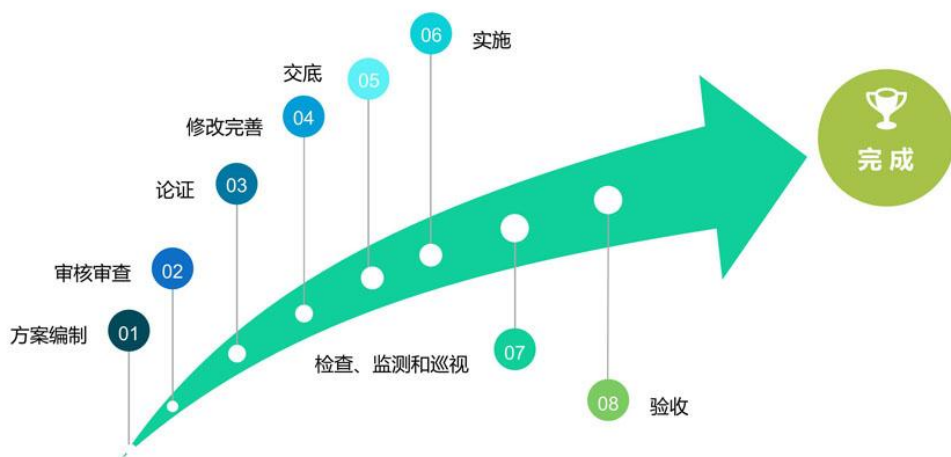 01 方案编制
02 审核审查
03 论证
04 修改完善
05 交底
06 实施
07 检查、监测和巡视
08 验收
完成